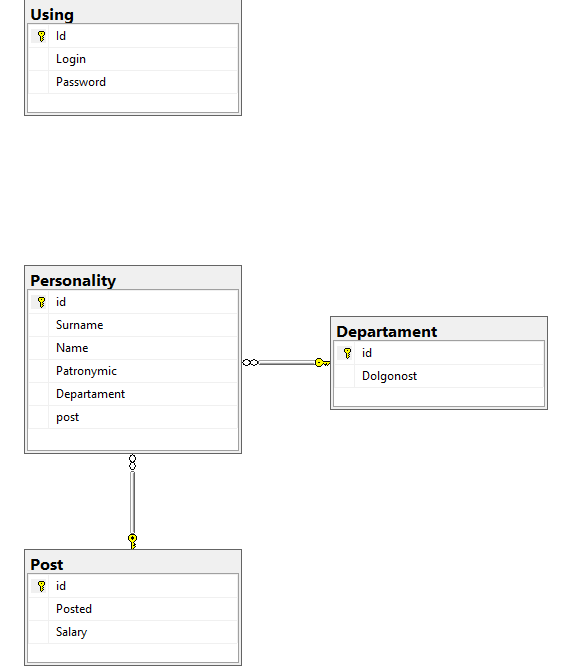 Using
Id
Login
Password
Personality
id
Surname
Name
Patronymic
Departament
post
Departament
id
Dolgonost
Post
id
Posted
Salary